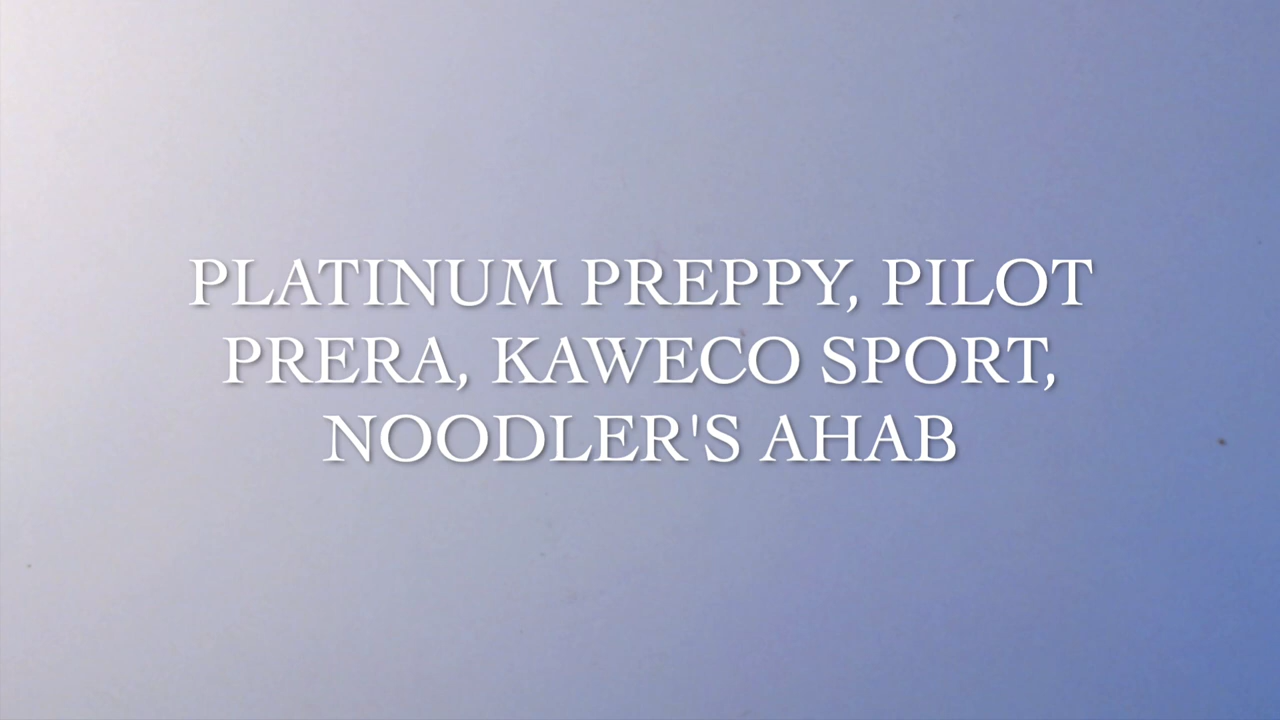 PLATINUM PREPPY, PILOT
PRERA, KAWECO SPORT,
NOODLER'S AHAB